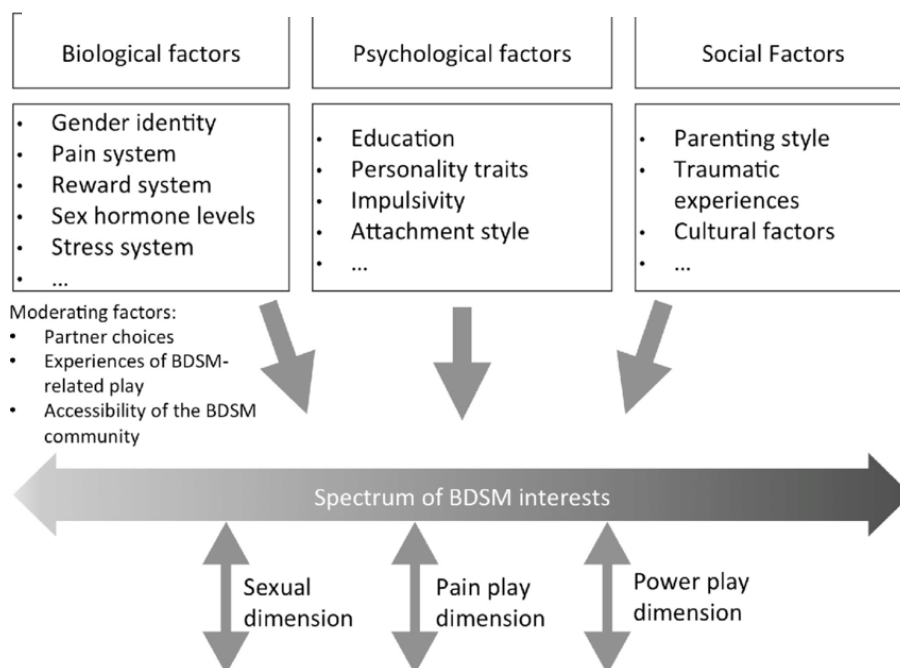 Biological factors
Psychological factors
Social Factors
• Gender identity
• Pain system
• Reward system
• Sex hormone levels
• Stress system
• ...
• Education
• Personality traits
• Impulsivity
• Attachment style
• ...
• Parenting style
• Traumatic
experiences
• Cultural factors
• ...
Moderating factors:
• Partner choices
• Experiences of BDSM-
related play
• Accessibility of the BDSM
community
Spectrum of BDSM interests
Sexual
dimension
Pain play
dimension
Power play
dimension